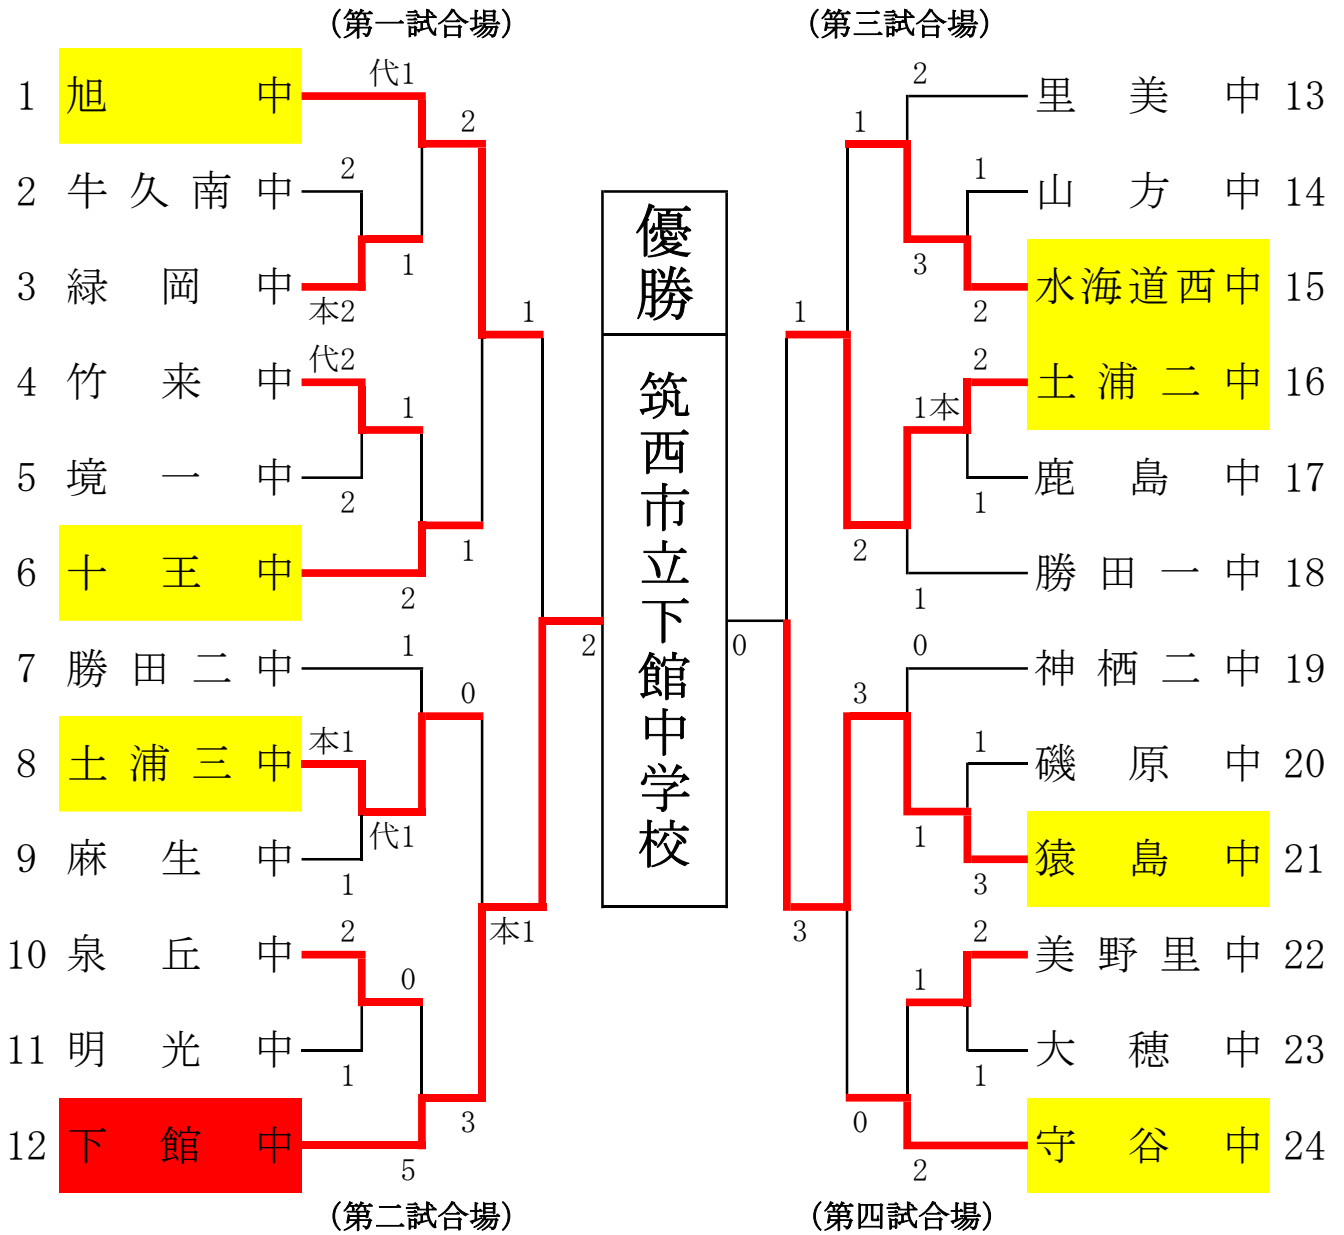 (第一試合場)
1 旭中 代1
2 牛久南中 2
3 緑岡中 本2
4 竹来中 代2
5 境一中 2
6 十王中 2
7 勝田二中 1
8 土浦三中 本1
9 麻生中 1
10 泉丘中 2
11 明光中 1
12 下館中 5
1
1
代1
0
2
1
0
3
1
本1
2
(第二試合場)
優勝
筑西市立下館中学校
(第三試合場)
2 里美中 13
1 山方中 14
2 水海道西中 15
2 土浦二中 16
1 鹿島中 17
1 勝田一中 18
0 神栖二中 19
1 磯原中 20
3 猿島中 21
2 美野里中 22
1 大穂中 23
2 守谷中 24
3
1本
1
1
1
2
3
0
1
3
0
(第四試合場)